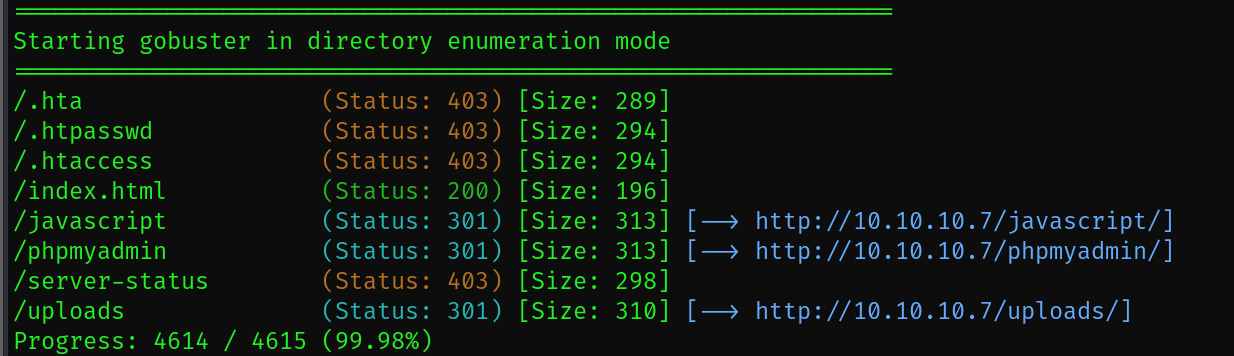 ===============================================================
Starting gobuster in directory enumeration mode
===============================================================
/.hta                 (Status: 403) [Size: 289]
/.htpasswd            (Status: 403) [Size: 294]
/.htaccess            (Status: 403) [Size: 294]
/index.html           (Status: 200) [Size: 196]
/javascript           (Status: 301) [Size: 313] [--> http://10.10.10.7/javascript/]
/phpmyadmin           (Status: 301) [Size: 313] [--> http://10.10.10.7/phpmyadmin/]
/server-status        (Status: 403) [Size: 298]
/uploads              (Status: 301) [Size: 310] [--> http://10.10.10.7/uploads/]
Progress: 4614 / 4615 (99.98%)